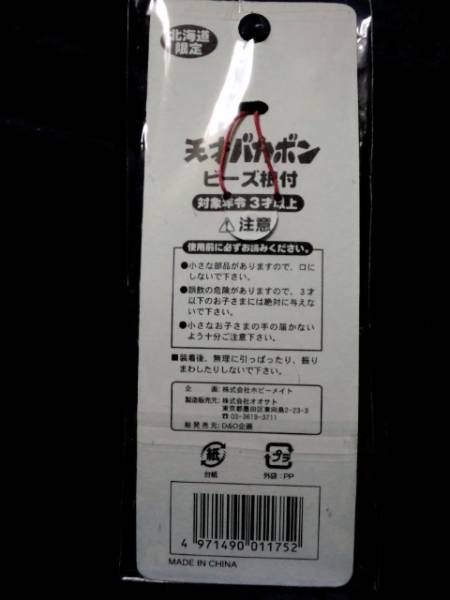 北海道
限定
天才バカボン
ビーズ根付
対象年令3才以上
⚠注意
使用前に必ずお読みください。
●小さな部品がありますので、口に
しないで下さい。
●誤飲の危険がありますので、3才
以下のお子さまには絶対に与えな
いで下さい。
●小さなお子さまの手の届かない
よう十分ご注意下さい。
■装着後、無理に引っぱったり、振り
まわしたりしないで下さい。
企 画:株式会社ホビーメイト
製造販売元:株式会社オオサト
東京都墨田区東向島2-23-3
☎03-3613-3711
総発売元:D&O企画
紙
台紙
プラ
外袋:PP
4 971490 011752
MADE IN CHINA